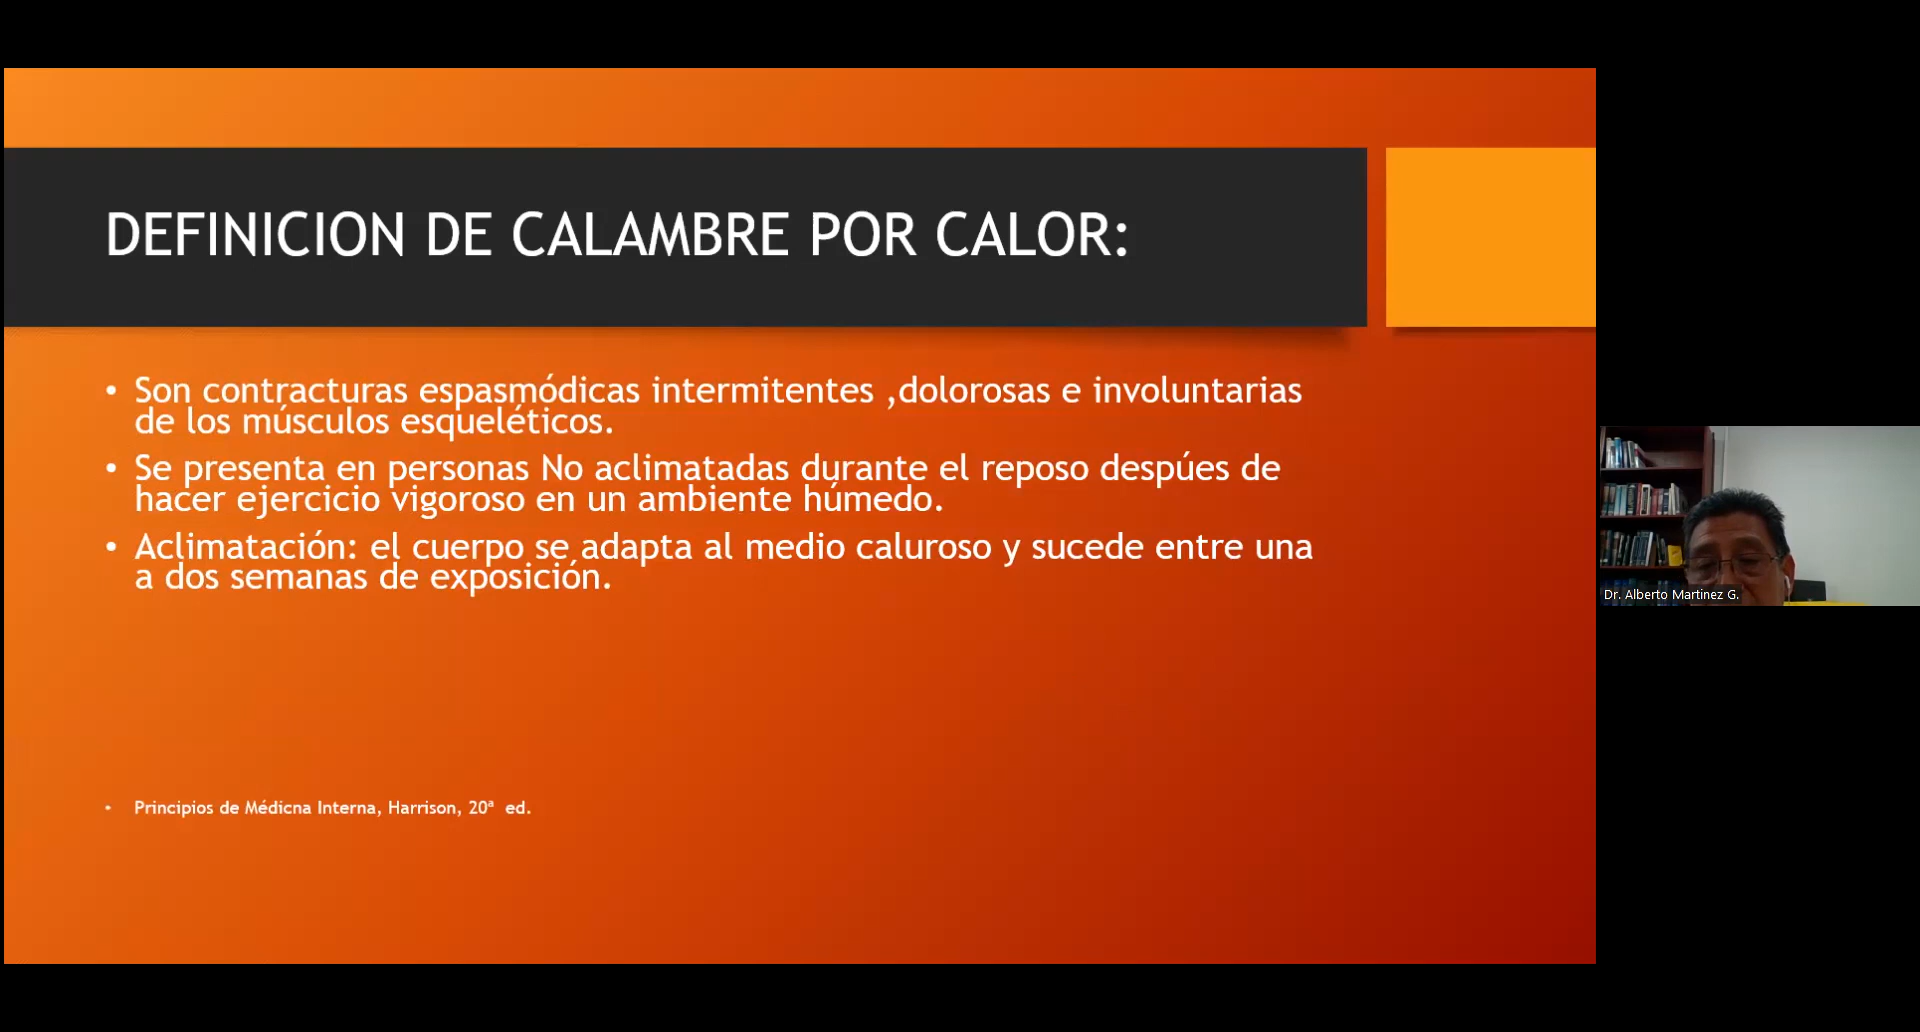 DEFINICION DE CALAMBRE POR CALOR:
• Son contracturas espasmódicas intermitentes ,dolorosas e involuntarias
de los músculos esqueléticos.
• Se presenta en personas No aclimatadas durante el reposo despúes de
hacer ejercicio vigoroso en un ambiente húmedo.
• Aclimatación: el cuerpo se adapta al medio caluroso y sucede entre una
a dos semanas de exposición.
• Principios de Médicna Interna, Harrison, 20ª ed.
Dr. Alberto Martinez G.